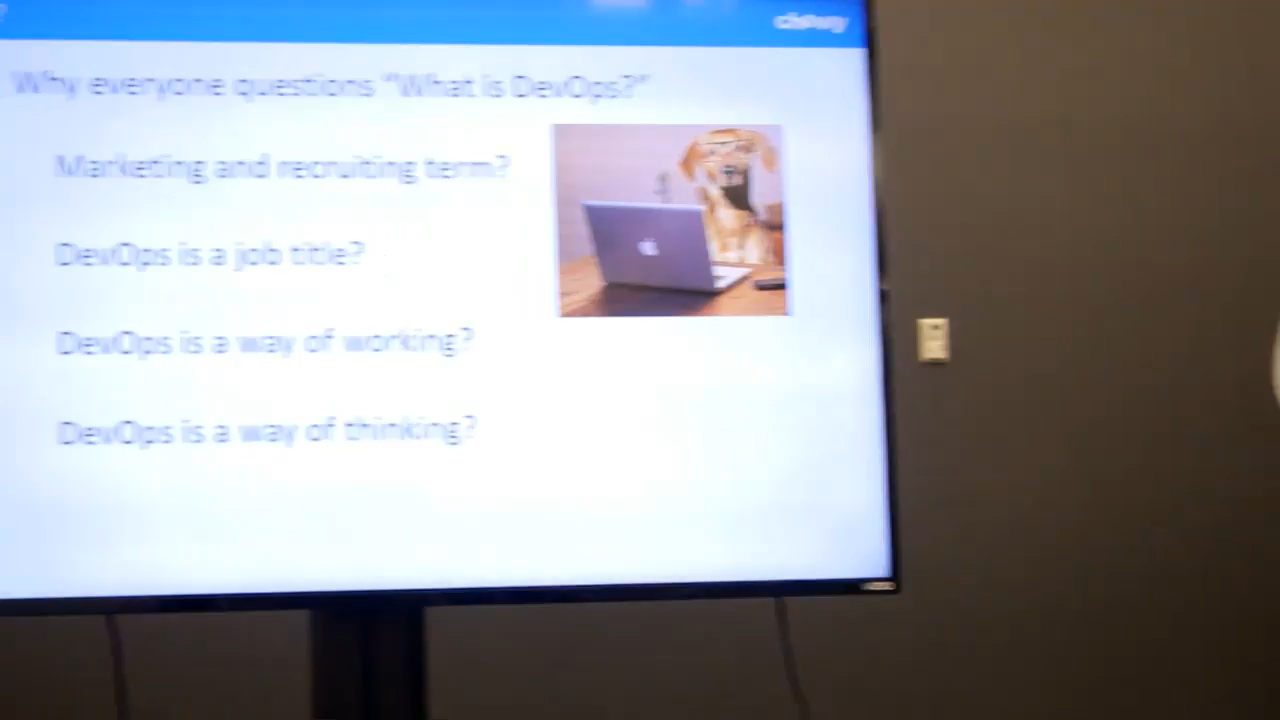 Why everyone questions "What is DevOps?"
Marketing and recruiting term?
DevOps is a job title?
DevOps is a way of working?
DevOps is a way of thinking?